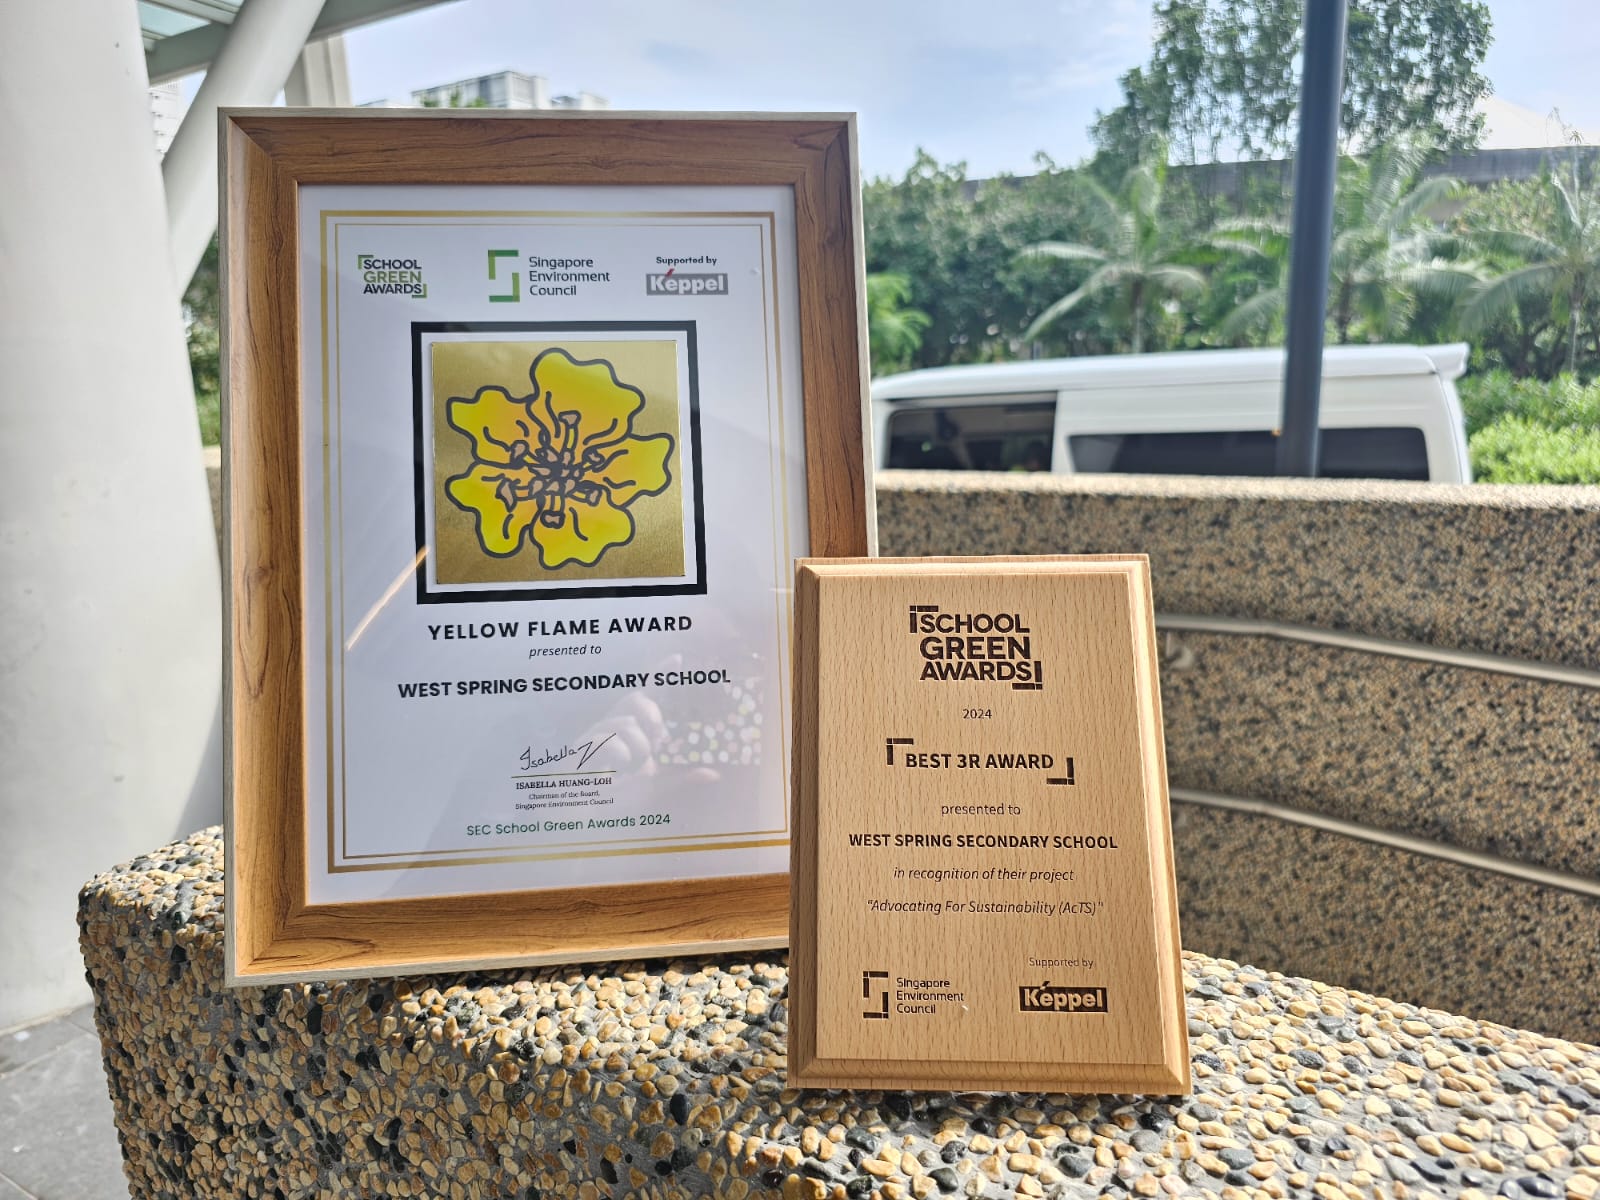 SCHOOL
GREEN
AWARDS
Singapore
Environment
Council
Supported by
Keppel
YELLOW FLAME AWARD
presented to
WEST SPRING SECONDARY SCHOOL
Isabella
ISABELLA HUANG-LOH
Chairman of the Board,
Singapore Environment Council
SEC School Green Awards 2024
SCHOOL
GREEN
AWARDS
2024
BEST 3R AWARD
presented to
WEST SPRING SECONDARY SCHOOL
in recognition of their project
"Advocating For Sustainability (AcTS)"
Singapore
Environment
Council
Supported by
Keppel